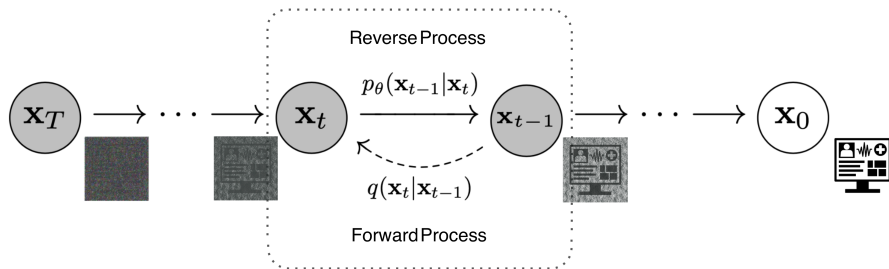 Reverse Process
x_T ⟶ ⋯ ⟶ x_t p_θ(x_{t−1}|x_t) x_{t−1} ⟶ ⋯ ⟶ x_0
q(x_t|x_{t−1})
Forward Process